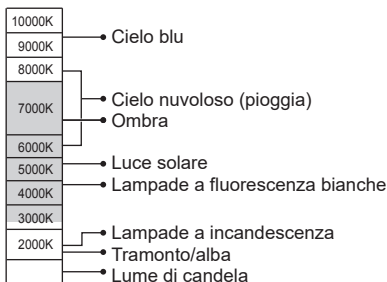 10000K
Cielo blu
9000K
8000K
Cielo nuvoloso (pioggia)
7000K
Ombra
6000K
Luce solare
5000K
Lampade a fluorescenza bianche
4000K
3000K
Lampade a incandescenza
2000K
Tramonto/alba
Lume di candela